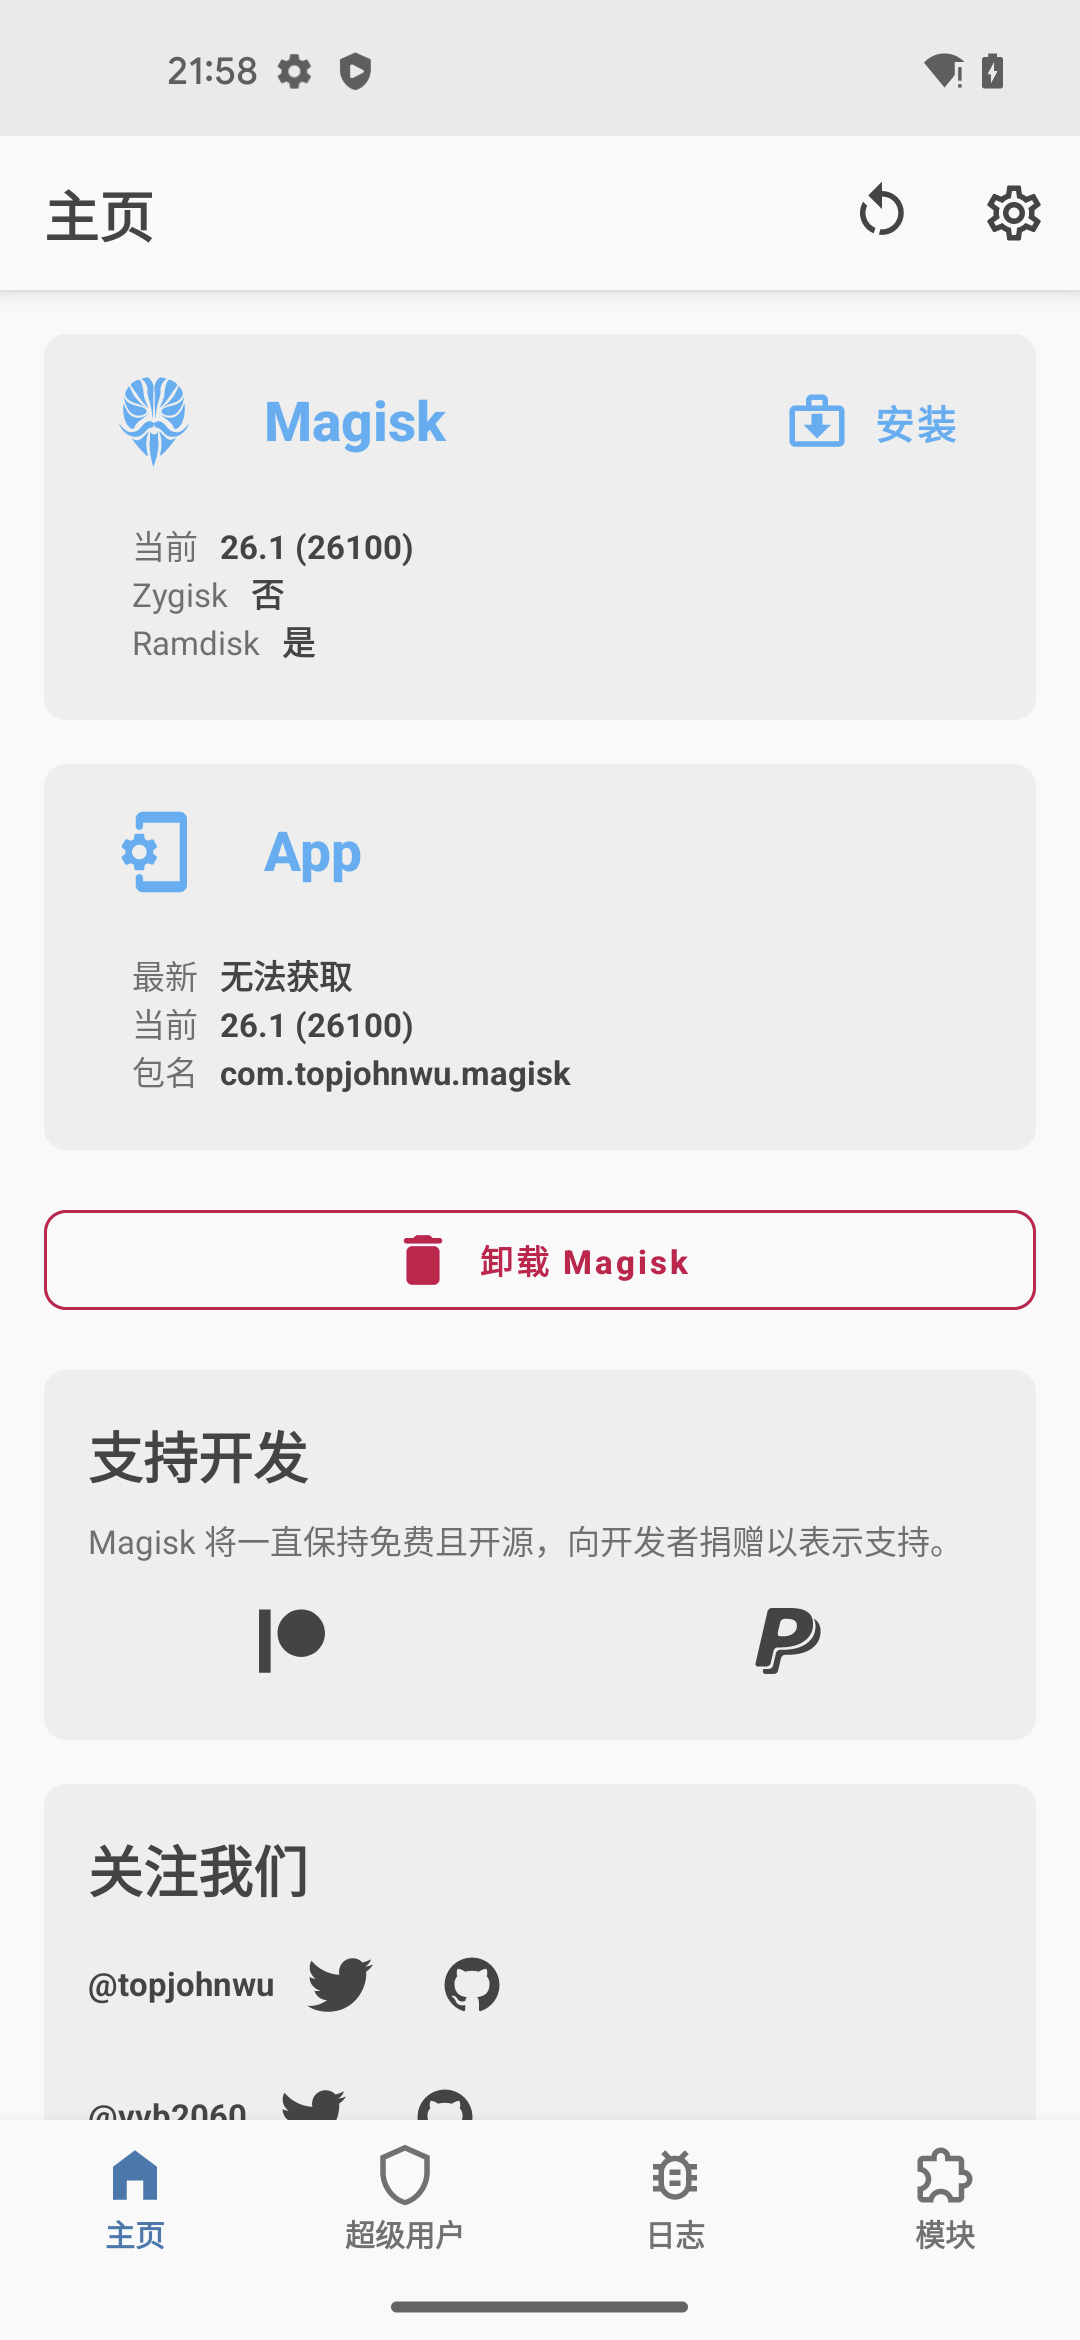 21:58
主页
Magisk
安装
当前 26.1 (26100)
Zygisk 否
Ramdisk 是
App
最新 无法获取
当前 26.1 (26100)
包名 com.topjohnwu.magisk
卸载 Magisk
支持开发
Magisk 将一直保持免费且开源，向开发者捐赠以表示支持。
关注我们
@topjohnwu
@vvb2060
主页
超级用户
日志
模块